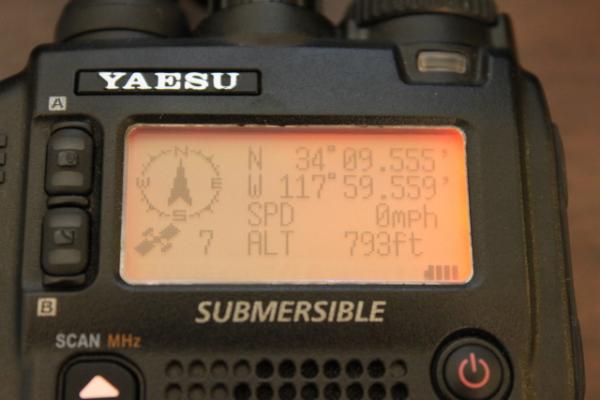 YAESU
A
N
W E
S
7
N 34°09.555'
W 117°59.559'
SPD 0mph
ALT 793ft
B
SUBMERSIBLE
SCAN MHz